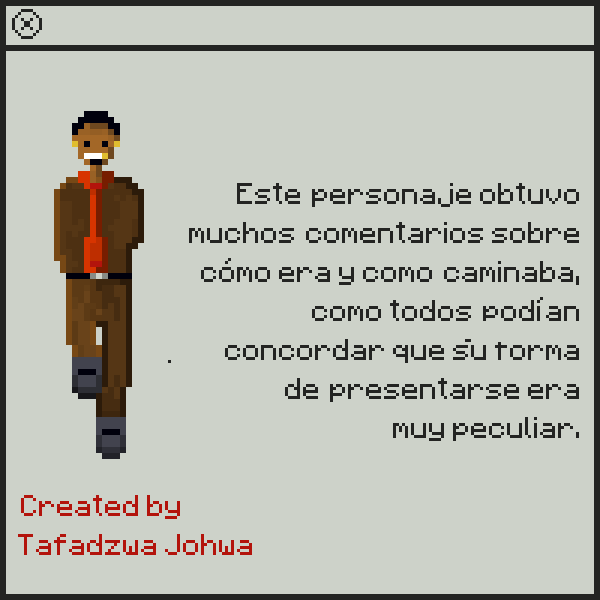 Este personaje obtuvo
muchos comentarios sobre
cómo era y como caminaba,
como todos podían
. concordar que su torma
de presentarse era
muy peculiar.
Created by
Tafadzwa Johwa